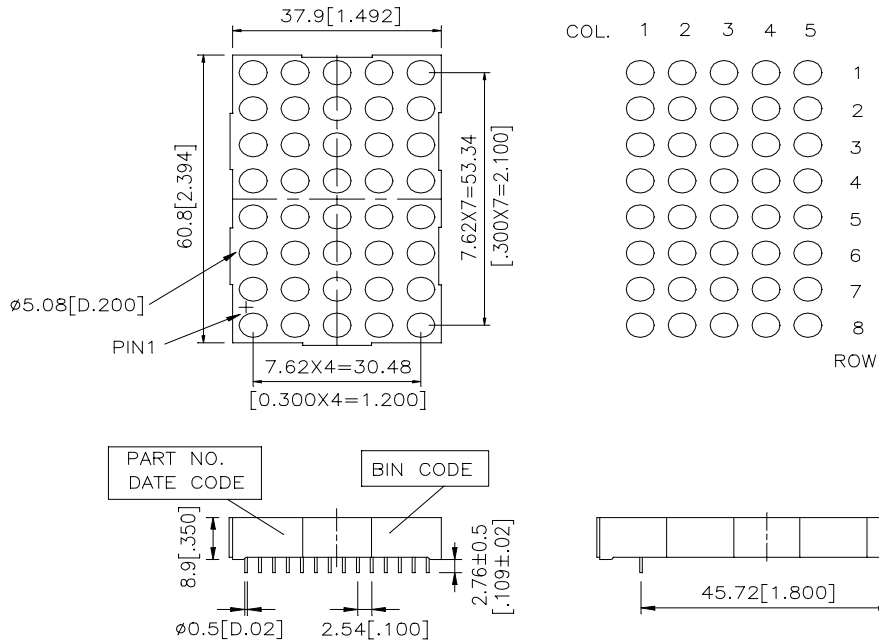 37.9[1.492]
COL. 1 2 3 4 5
1
2
3
4
5
6
7
8
ROW
60.8[2.394]
7.62X7=53.34
[.300X7=2.100]
ø5.08[D.200]
PIN1
7.62X4=30.48
[0.300X4=1.200]
PART NO.
DATE CODE
BIN CODE
8.9[.350]
2.76±0.5
[.109±.02]
ø0.5[D.02]
2.54[.100]
45.72[1.800]